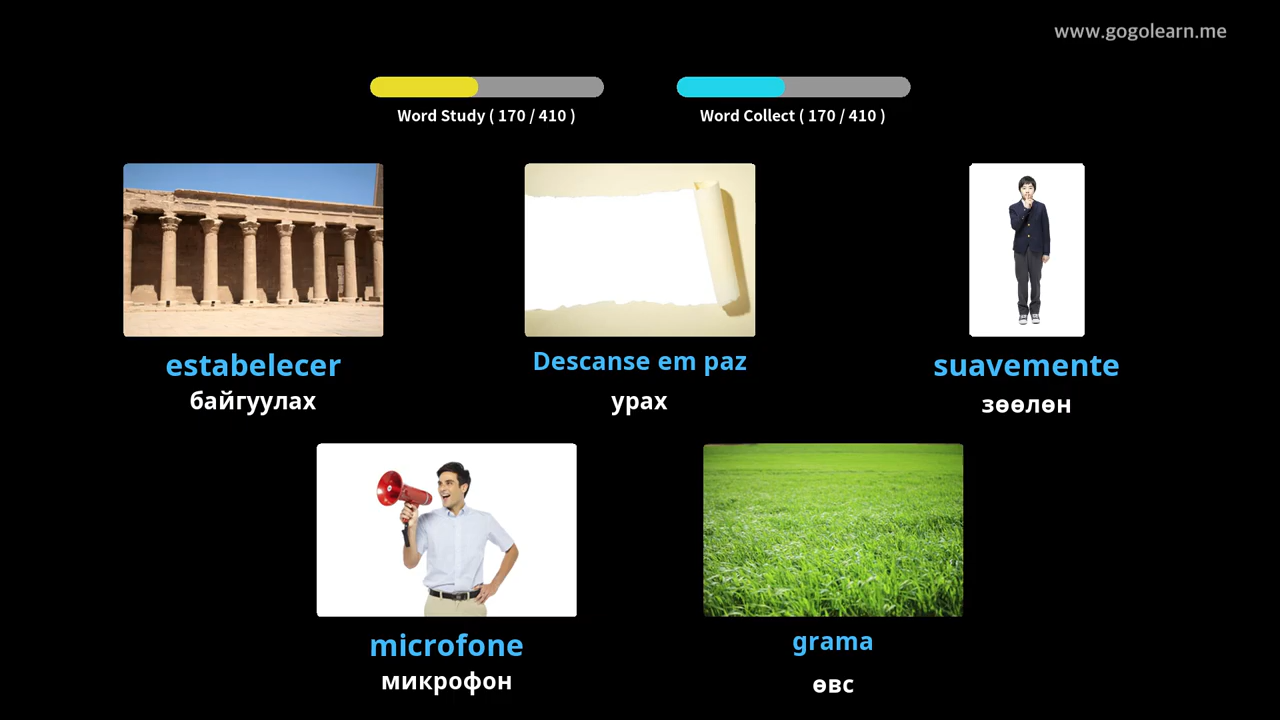 www.gogolearn.me
Word Study ( 170 / 410 )
Word Collect ( 170 / 410 )
estabelecer
байгуулах
Descanse em paz
урах
suavemente
зөөлөн
microfone
микрофон
grama
өвс